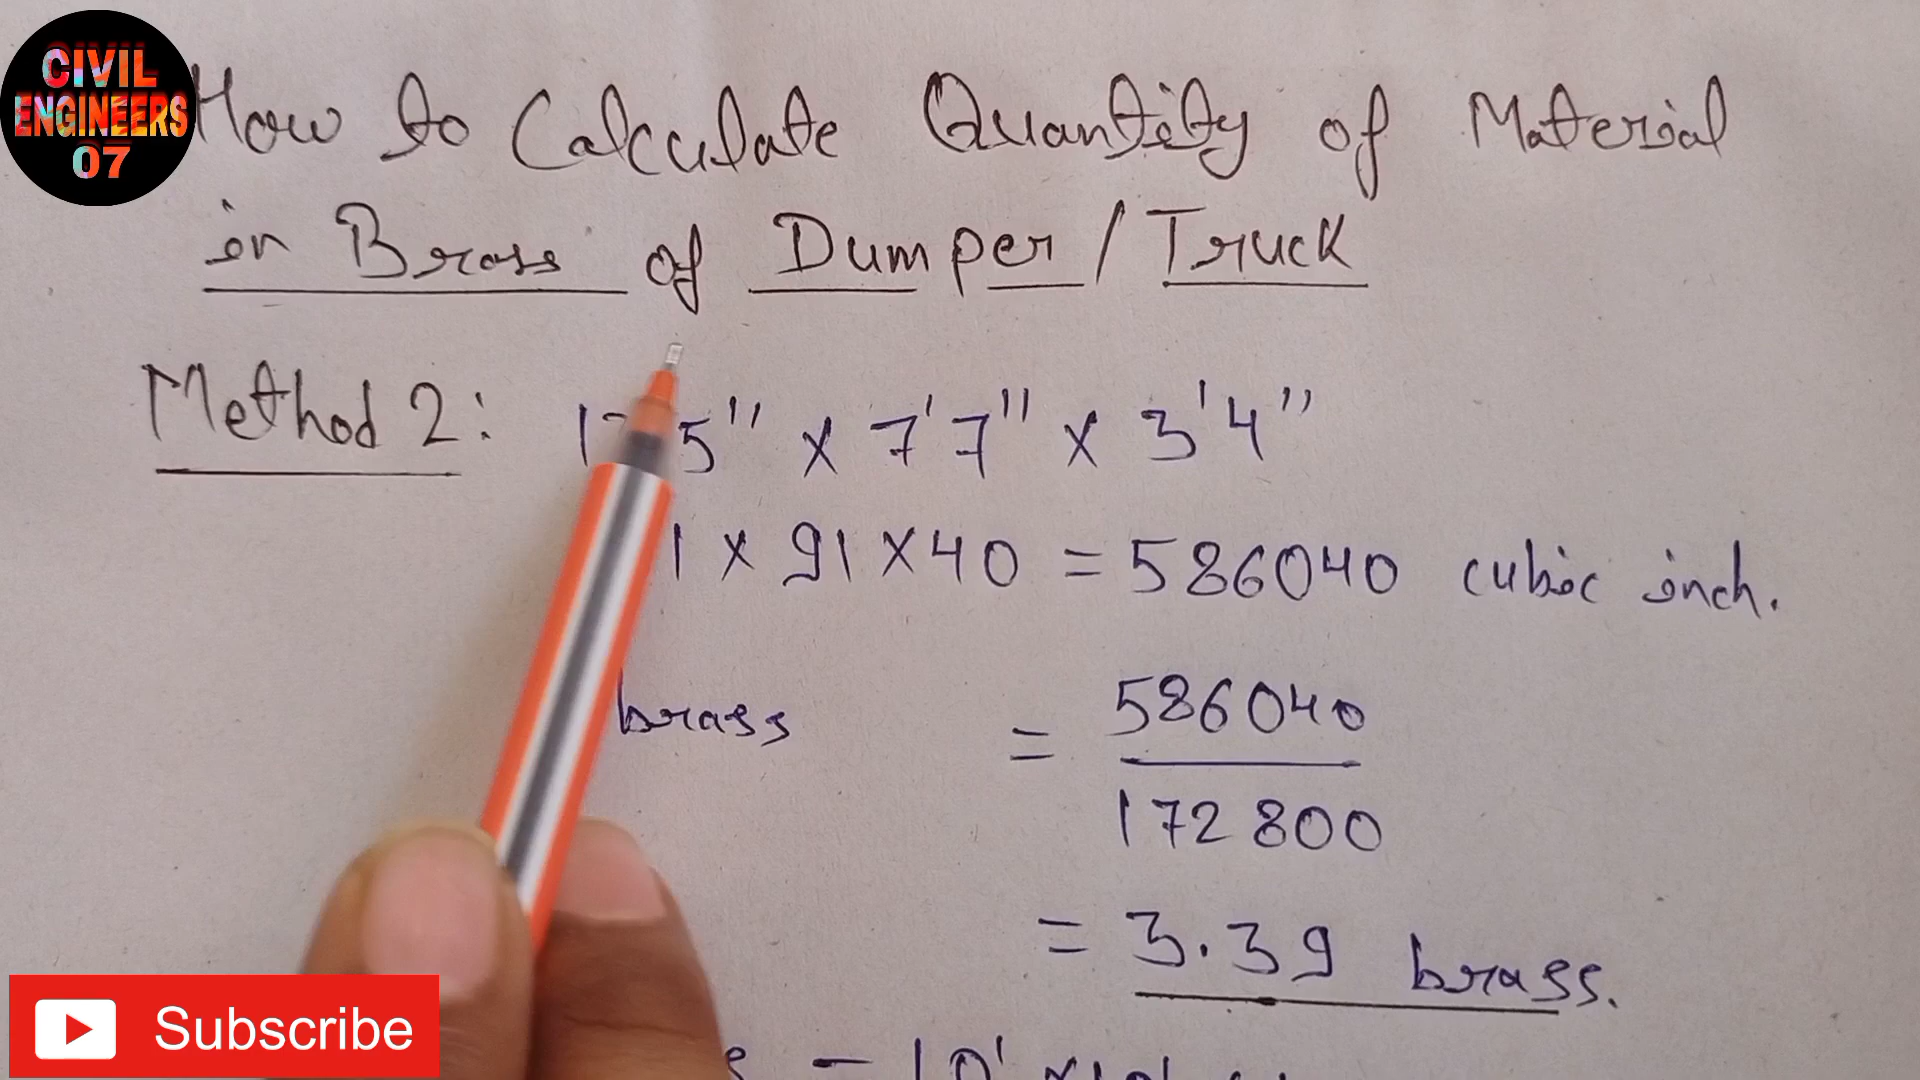 CIVIL
ENGINEERS
07
How to Calculate Quantity of Material
in Brass of Dumper / Truck
Method 2: 5" x 7'7" x 3'4"
1 x 91 x 40 = 586040 cubic inch.
brass = 586040
172800
= 3.39 brass.
Subscribe